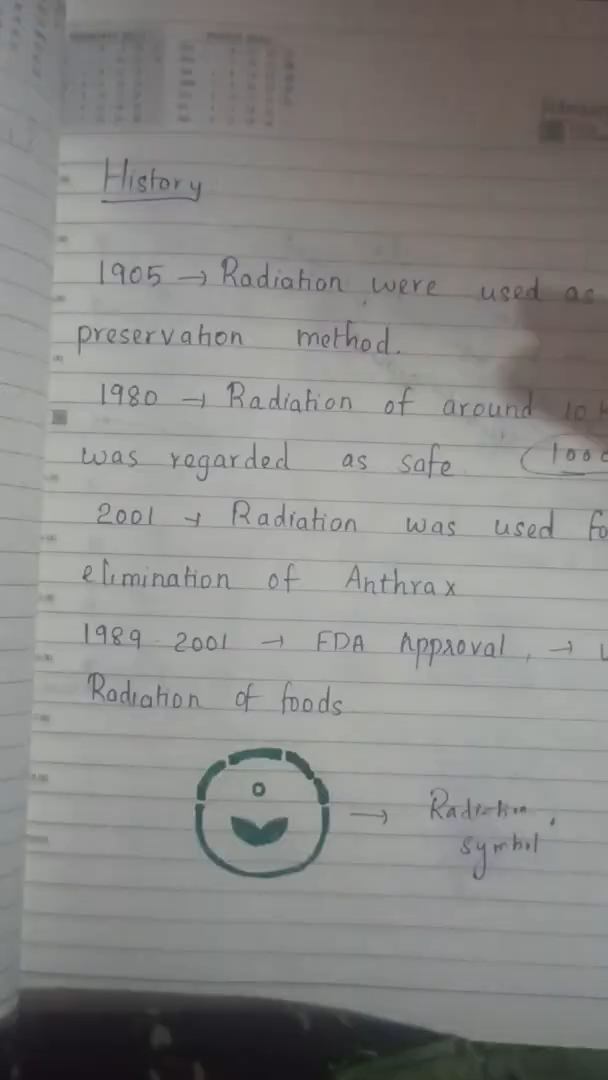 History
1905 → Radiation were used as
preservation method.
1980 → Radiation of around 10
was regarded as safe
2001 → Radiation was used
elimination of Anthrax
1989 2001 → FDA Approval, →
Radiation of foods
→ Radiation,
symbol